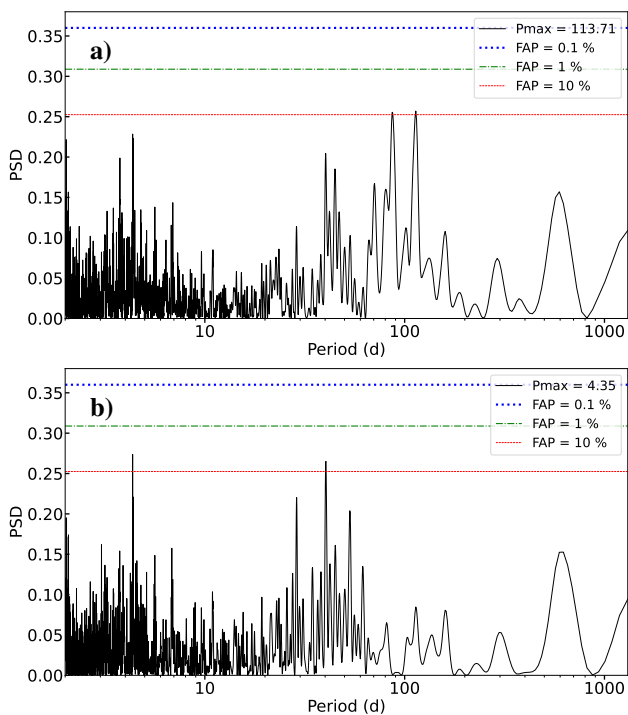 a)
Pmax = 113.71
FAP = 0.1 %
FAP = 1 %
FAP = 10 %
PSD
0.35
0.30
0.25
0.20
0.15
0.10
0.05
0.00
10
100
1000
Period (d)
b)
Pmax = 4.35
FAP = 0.1 %
FAP = 1 %
FAP = 10 %
PSD
0.35
0.30
0.25
0.20
0.15
0.10
0.05
0.00
10
100
1000
Period (d)